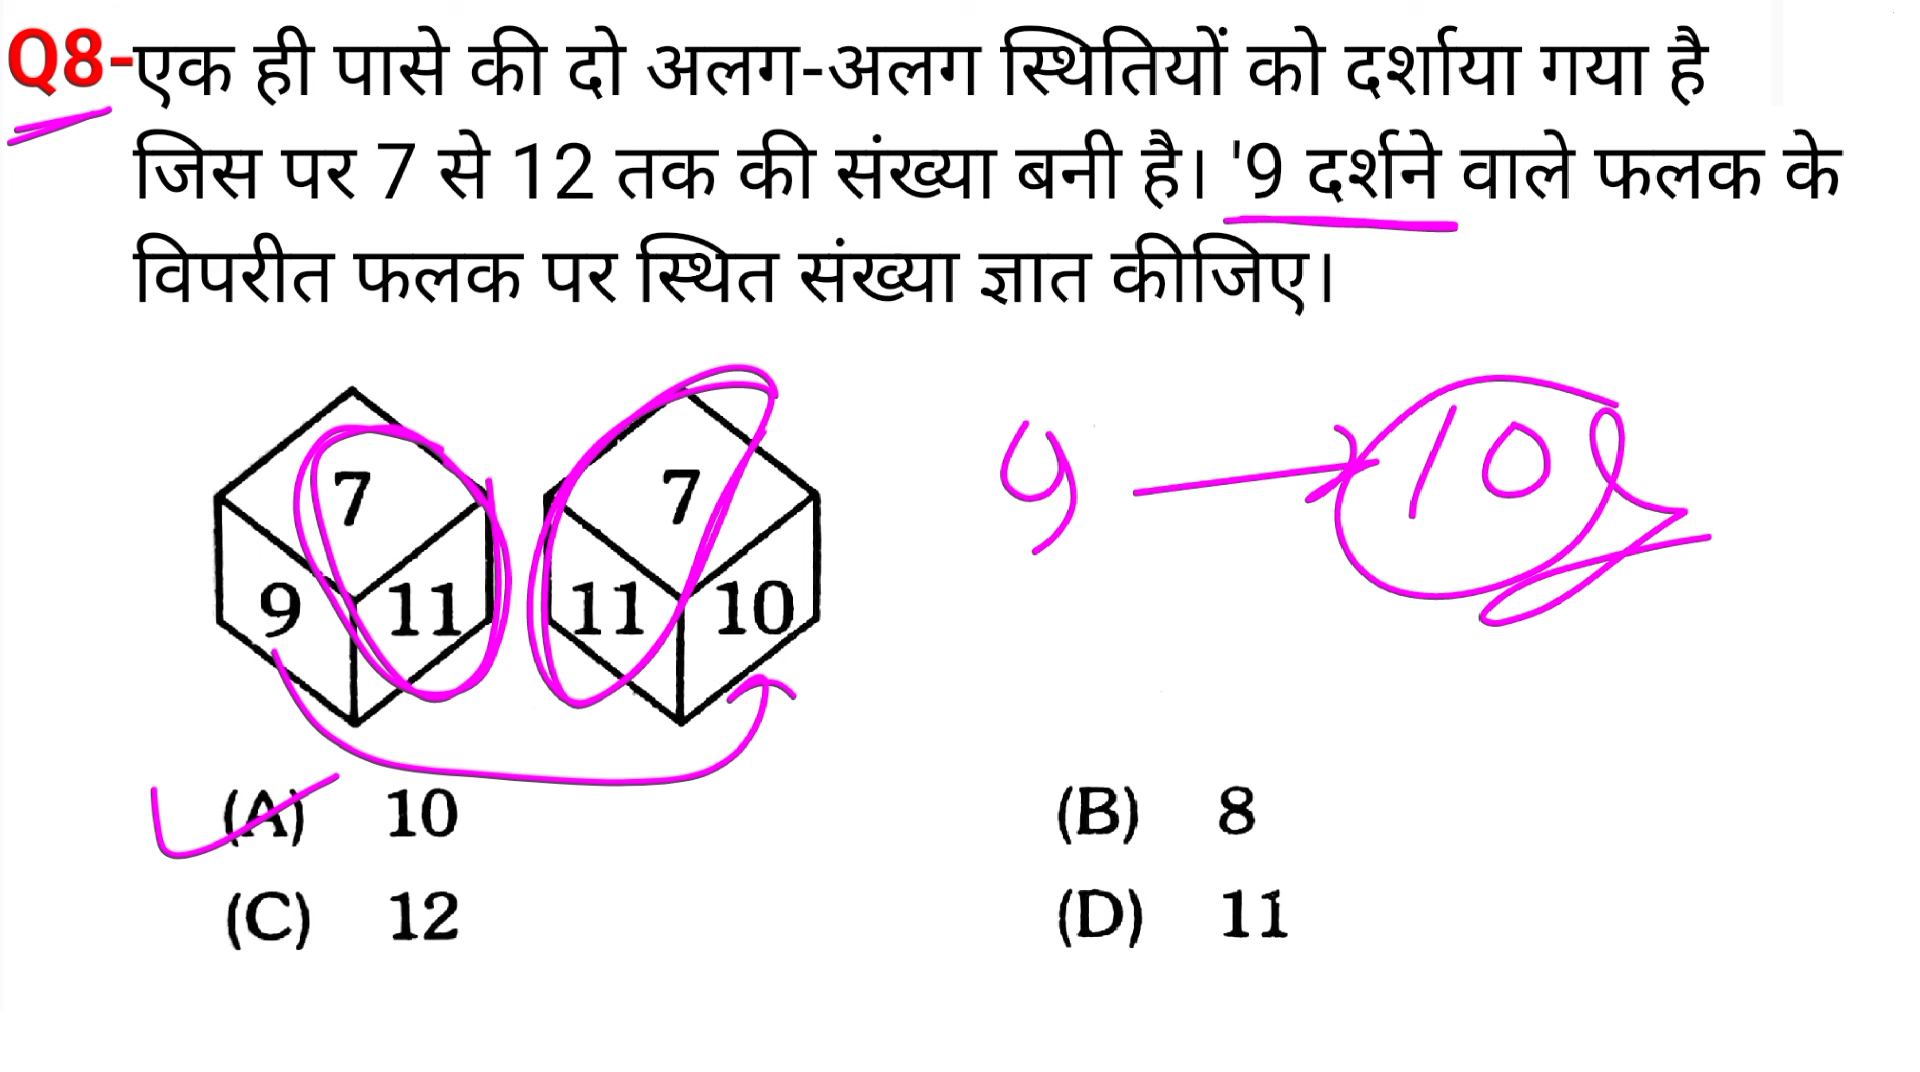 Q8-एक ही पासे की दो अलग-अलग स्थितियों को दर्शाया गया है
जिस पर 7 से 12 तक की संख्या बनी है। '9 दर्शने वाले फलक के
विपरीत फलक पर स्थित संख्या ज्ञात कीजिए।
7 7
9 11 11 10
9 10
(A) 10 (B) 8
(C) 12 (D) 11